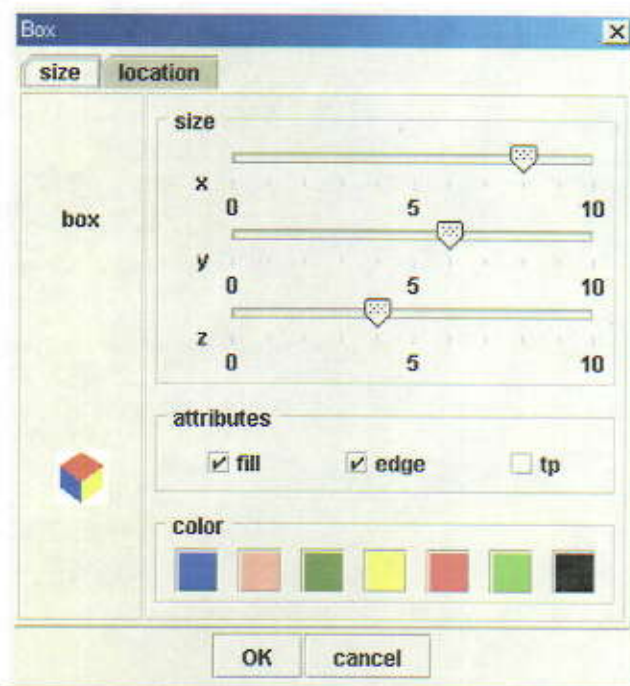 Box
size location
box
size
x
0 5 10
y
0 5 10
z
0 5 10
attributes
fill edge tp
color
OK cancel